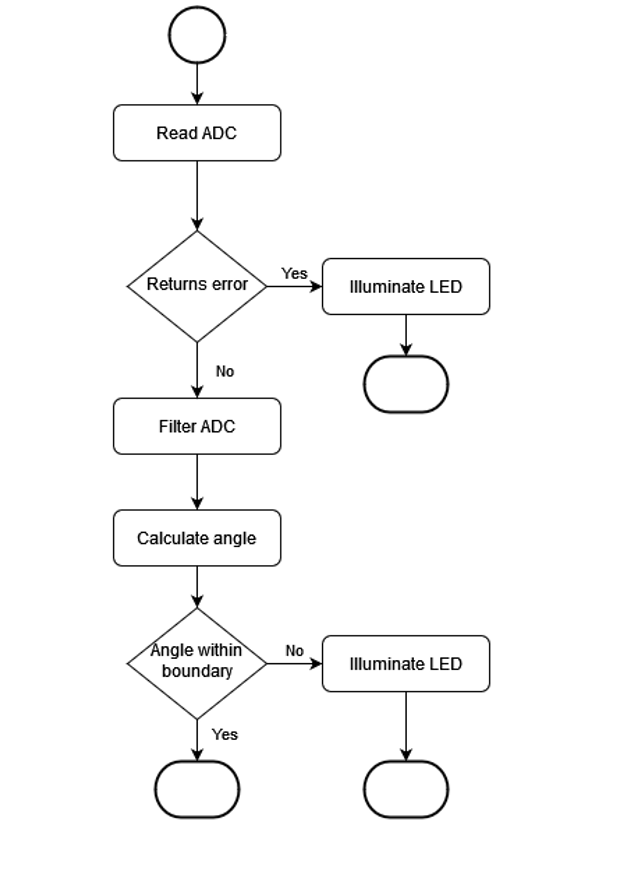 Read ADC
Returns error
Yes
Illuminate LED
No
Filter ADC
Calculate angle
Angle within
boundary
No
Illuminate LED
Yes